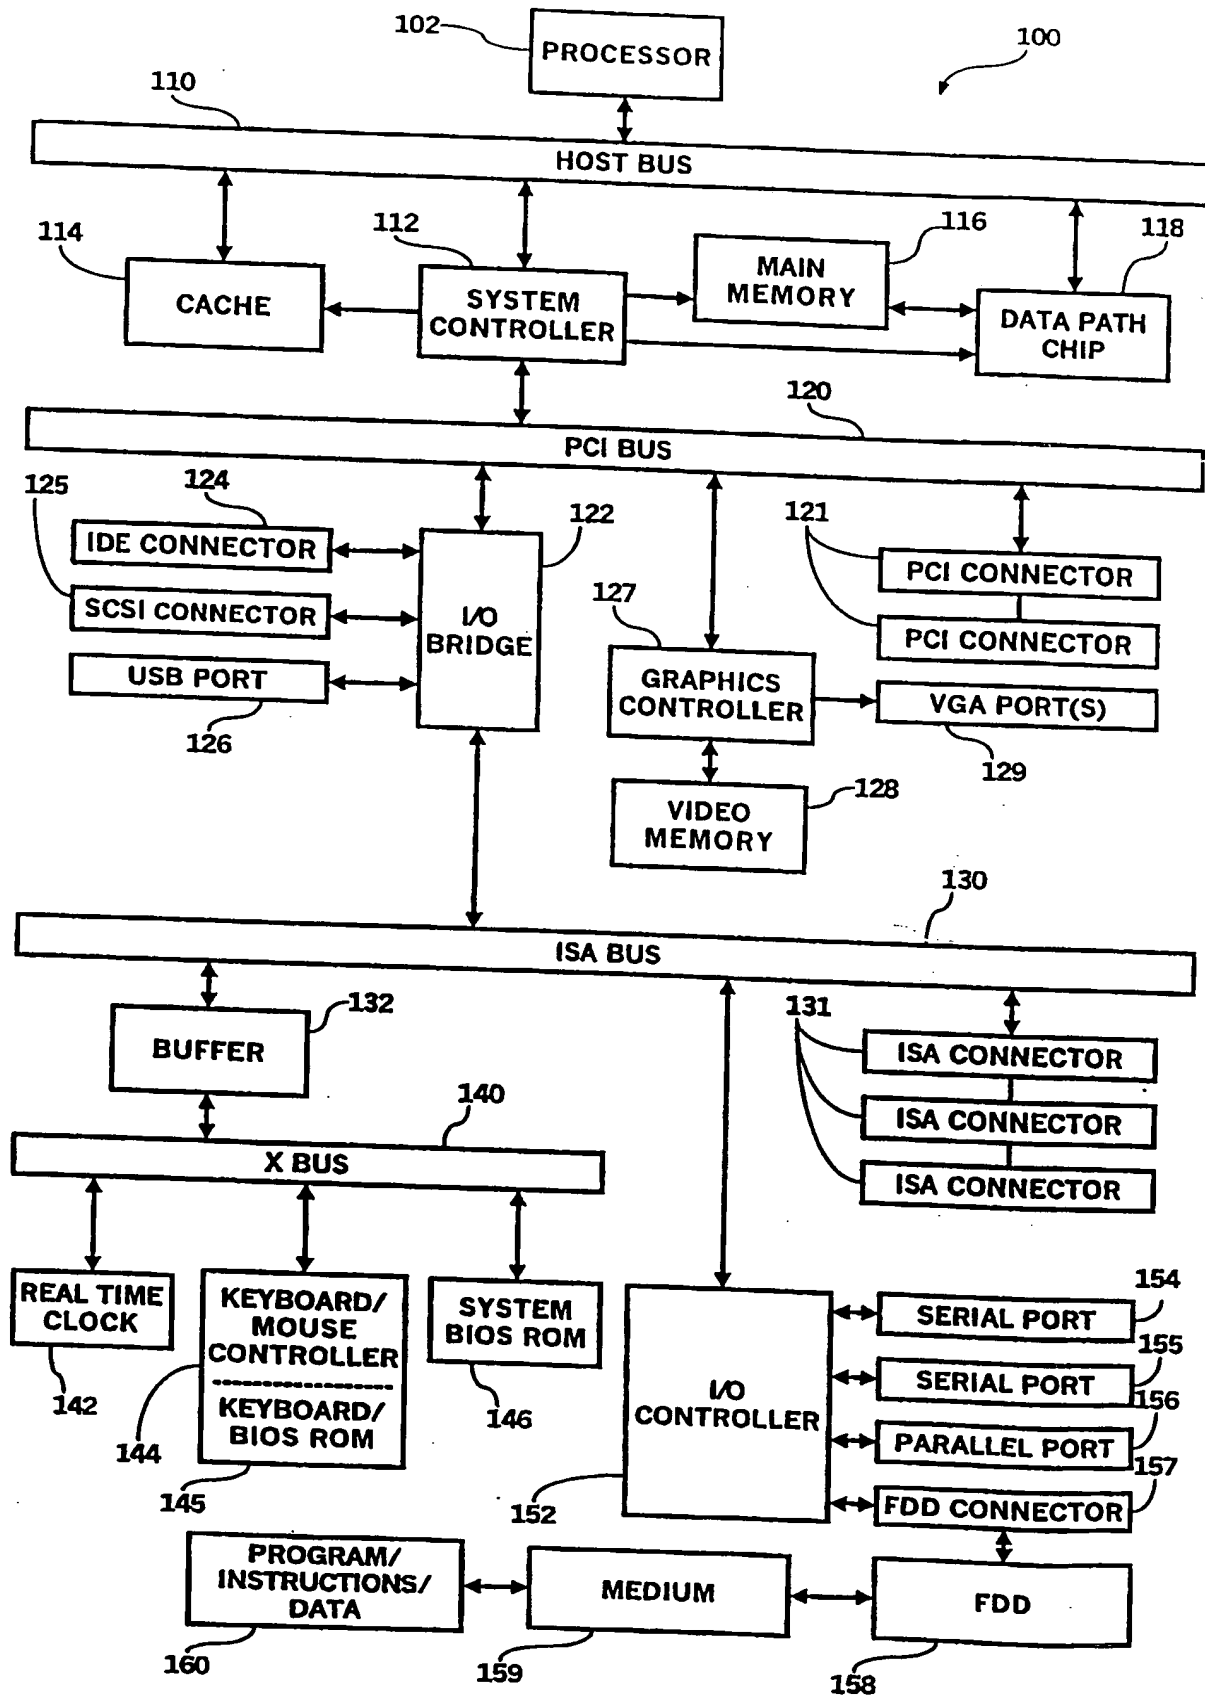 102
PROCESSOR
100
110
HOST BUS
114
112
116
118
CACHE
SYSTEM
CONTROLLER
MAIN
MEMORY
DATA PATH
CHIP
120
PCI BUS
125
124
122
121
IDE CONNECTOR
SCSI CONNECTOR
USB PORT
126
I/O
BRIDGE
127
GRAPHICS
CONTROLLER
PCI CONNECTOR
PCI CONNECTOR
VGA PORT(S)
129
VIDEO
MEMORY
128
130
ISA BUS
BUFFER
132
131
ISA CONNECTOR
ISA CONNECTOR
ISA CONNECTOR
140
X BUS
REAL TIME
CLOCK
142
KEYBOARD/
MOUSE
CONTROLLER
KEYBOARD/
BIOS ROM
144
145
SYSTEM
BIOS ROM
146
I/O
CONTROLLER
152
SERIAL PORT
154
SERIAL PORT
155
PARALLEL PORT
156
FDD CONNECTOR
157
PROGRAM/
INSTRUCTIONS/
DATA
160
MEDIUM
159
FDD
158